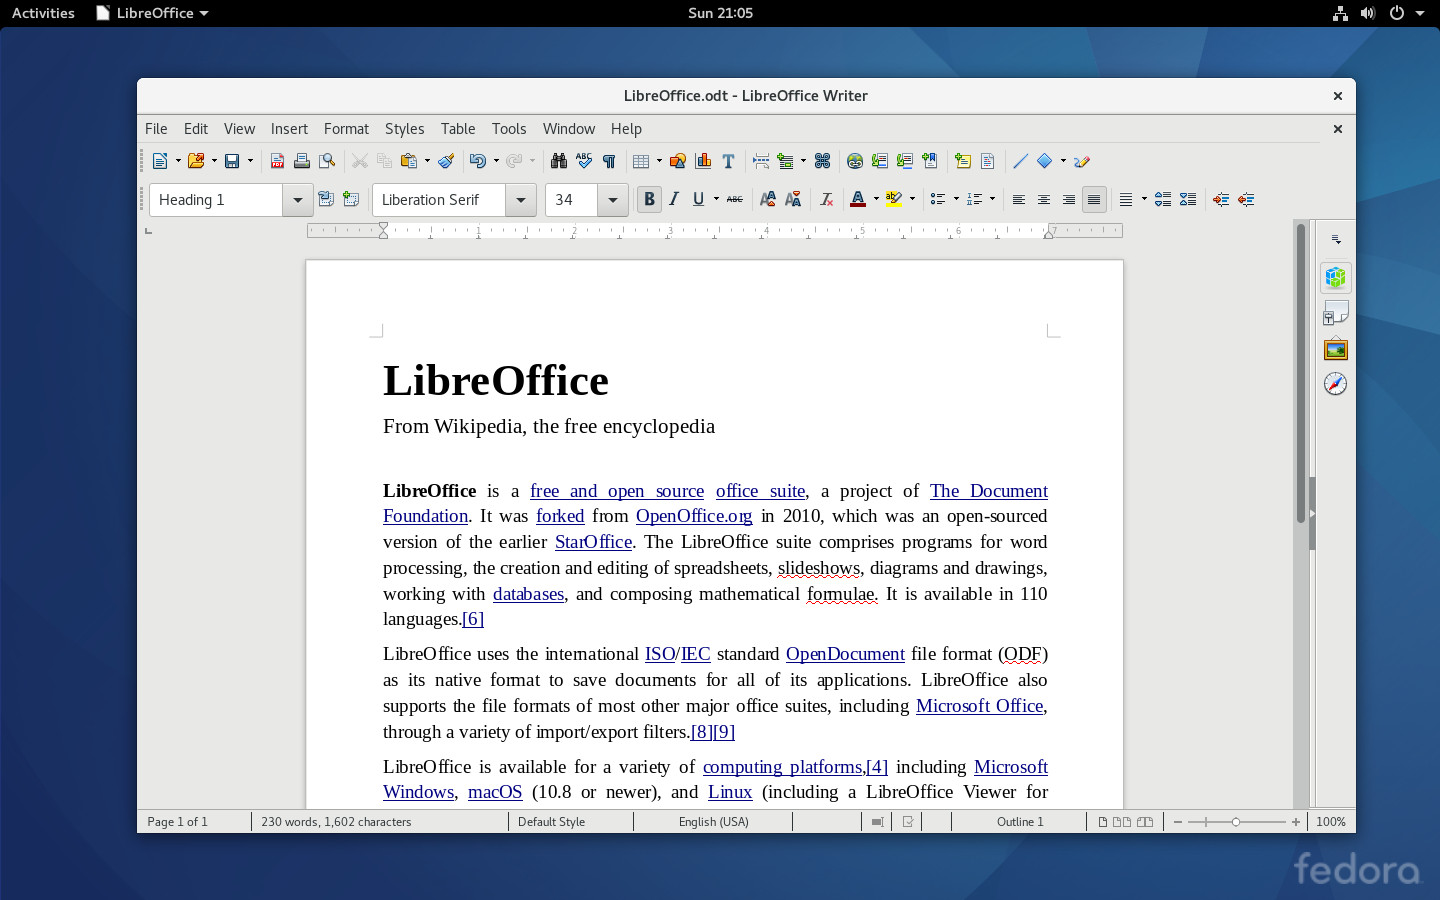 Activities LibreOffice Sun 21:05
LibreOffice.odt - LibreOffice Writer
File Edit View Insert Format Styles Table Tools Window Help
Heading 1 Liberation Serif 34
1 2 3 4 5 6 7
LibreOffice
From Wikipedia, the free encyclopedia
LibreOffice is a free and open source office suite, a project of The Document
Foundation. It was forked from OpenOffice.org in 2010, which was an open-sourced
version of the earlier StarOffice. The LibreOffice suite comprises programs for word
processing, the creation and editing of spreadsheets, slideshows, diagrams and drawings,
working with databases, and composing mathematical formulae. It is available in 110
languages.[6]
LibreOffice uses the international ISO/IEC standard OpenDocument file format (ODF)
as its native format to save documents for all of its applications. LibreOffice also
supports the file formats of most other major office suites, including Microsoft Office,
through a variety of import/export filters.[8][9]
LibreOffice is available for a variety of computing platforms,[4] including Microsoft
Windows, macOS (10.8 or newer), and Linux (including a LibreOffice Viewer for
Page 1 of 1 230 words, 1,602 characters Default Style English (USA) Outline 1 100%
fedora